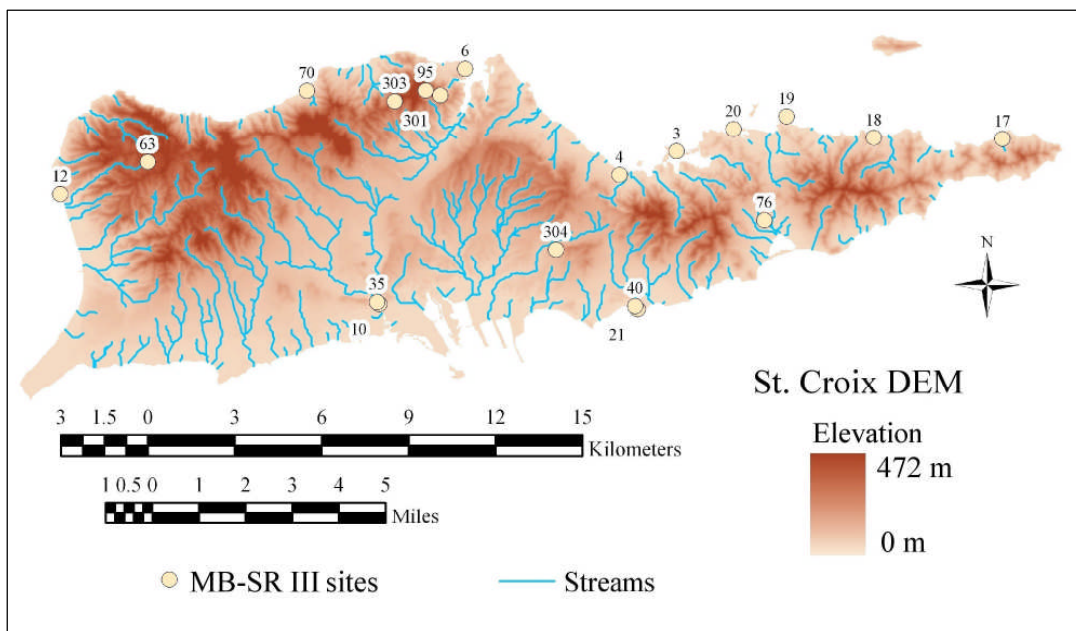 6
70
95
303
301
19
20
18
17
3
63
4
12
76
304
N
35
40
10
21
St. Croix DEM
3 1.5 0 3 6 9 12 15
Kilometers
Elevation
472 m
0 m
1 0.5 0 1 2 3 4 5
Miles
MB-SR III sites
Streams